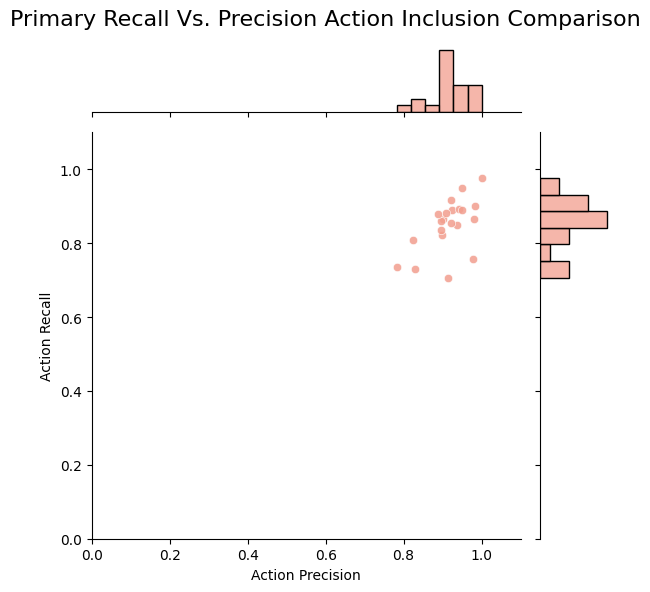 Primary Recall Vs. Precision Action Inclusion Comparison
1.0
0.8
0.6
0.4
0.2
0.0
Action Recall
0.0 0.2 0.4 0.6 0.8 1.0
Action Precision